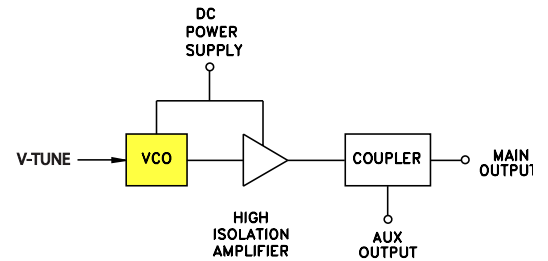 DC
POWER
SUPPLY
V-TUNE
VCO
COUPLER
MAIN
OUTPUT
HIGH
ISOLATION
AMPLIFIER
AUX
OUTPUT